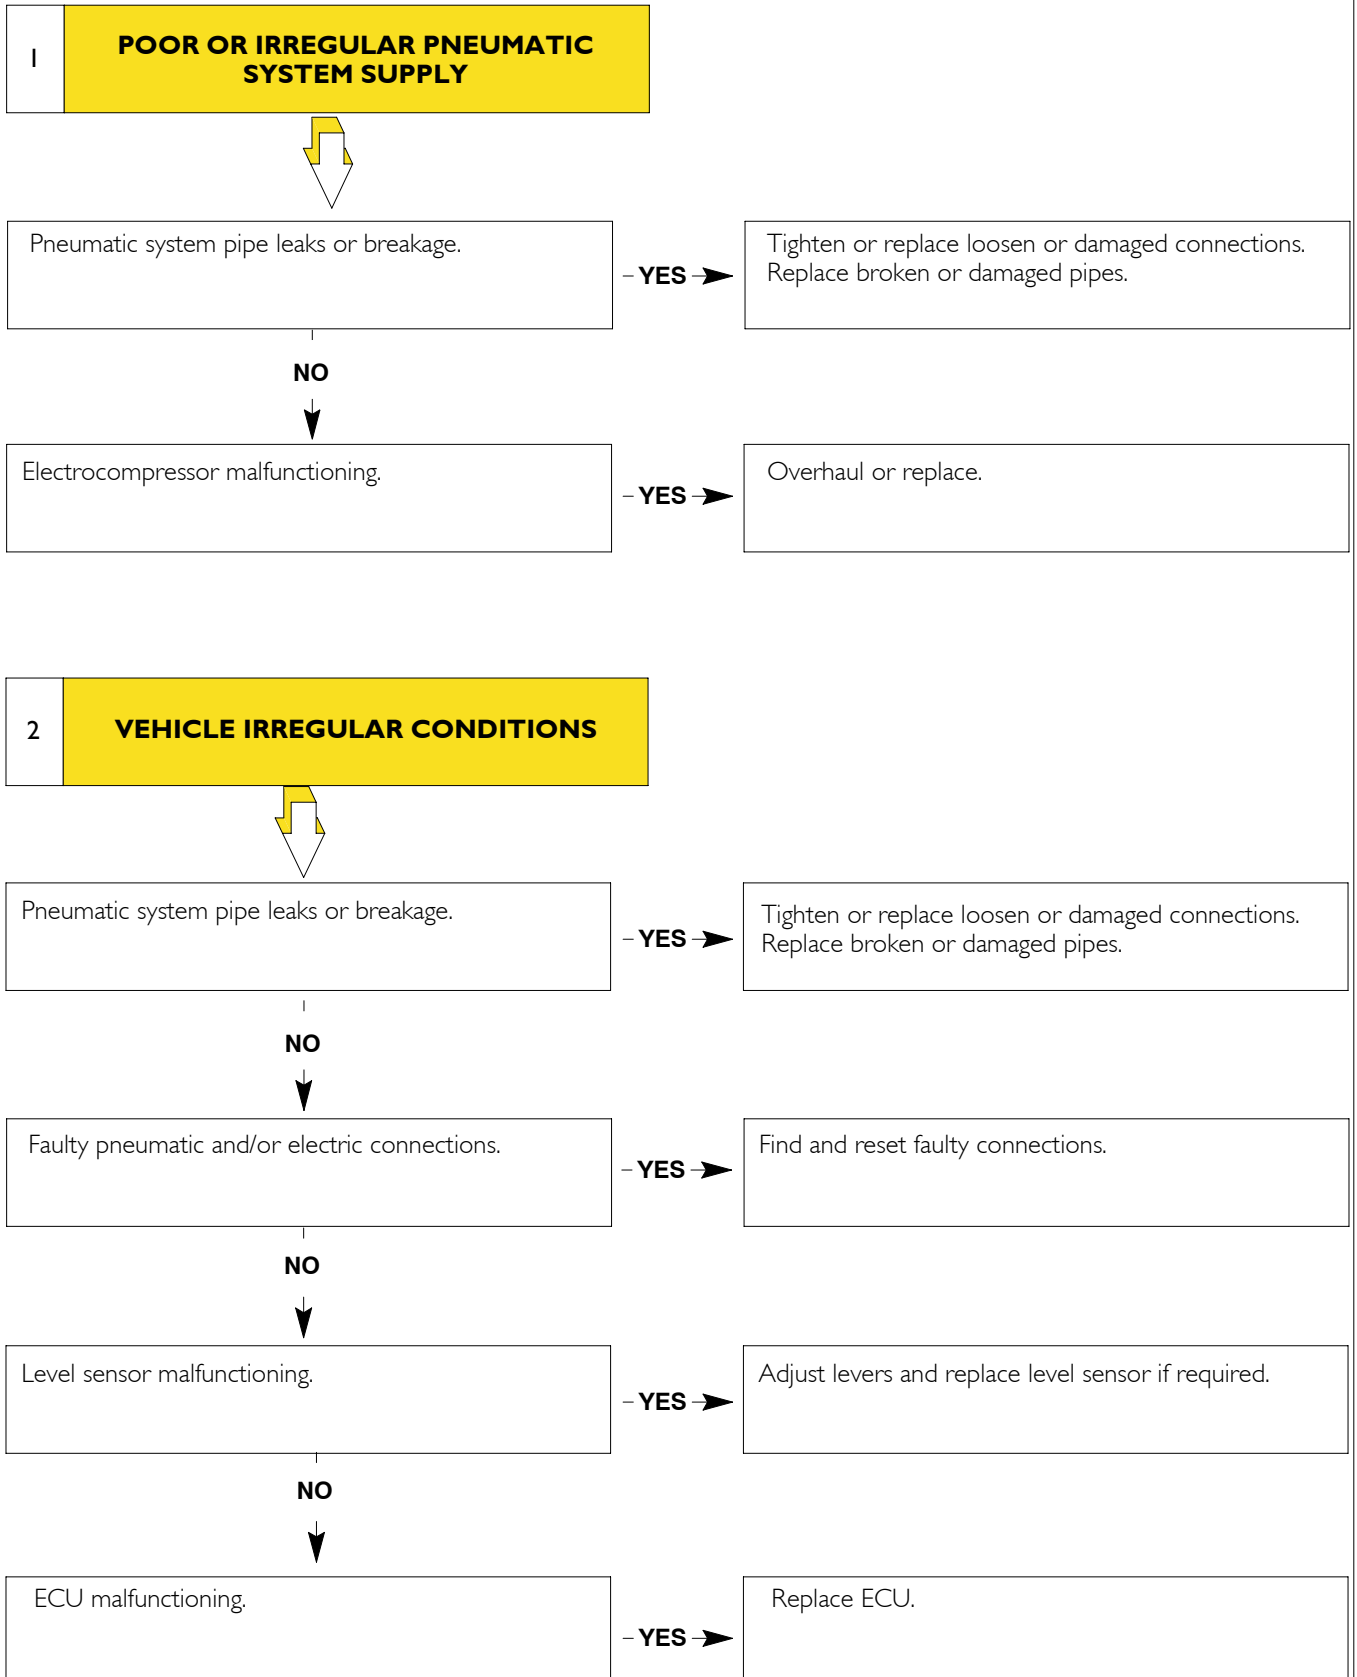 1
POOR OR IRREGULAR PNEUMATIC
SYSTEM SUPPLY
Pneumatic system pipe leaks or breakage.
YES
Tighten or replace loosen or damaged connections.
Replace broken or damaged pipes.
NO
Electrocompressor malfunctioning.
YES
Overhaul or replace.
2
VEHICLE IRREGULAR CONDITIONS
Pneumatic system pipe leaks or breakage.
YES
Tighten or replace loosen or damaged connections.
Replace broken or damaged pipes.
NO
Faulty pneumatic and/or electric connections.
YES
Find and reset faulty connections.
NO
Level sensor malfunctioning.
YES
Adjust levers and replace level sensor if required.
NO
ECU malfunctioning.
YES
Replace ECU.